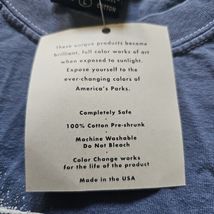 L
COTTON
These unique products become
brilliant, full color works of art
when exposed to sunlight.
Expose yourself to the
ever-changing colors of
America's Parks.
Completely Safe
100% Cotton Pre-shrunk
Machine Washable
Do Not Bleach
Color Change works
for the life of the product
Made in the USA